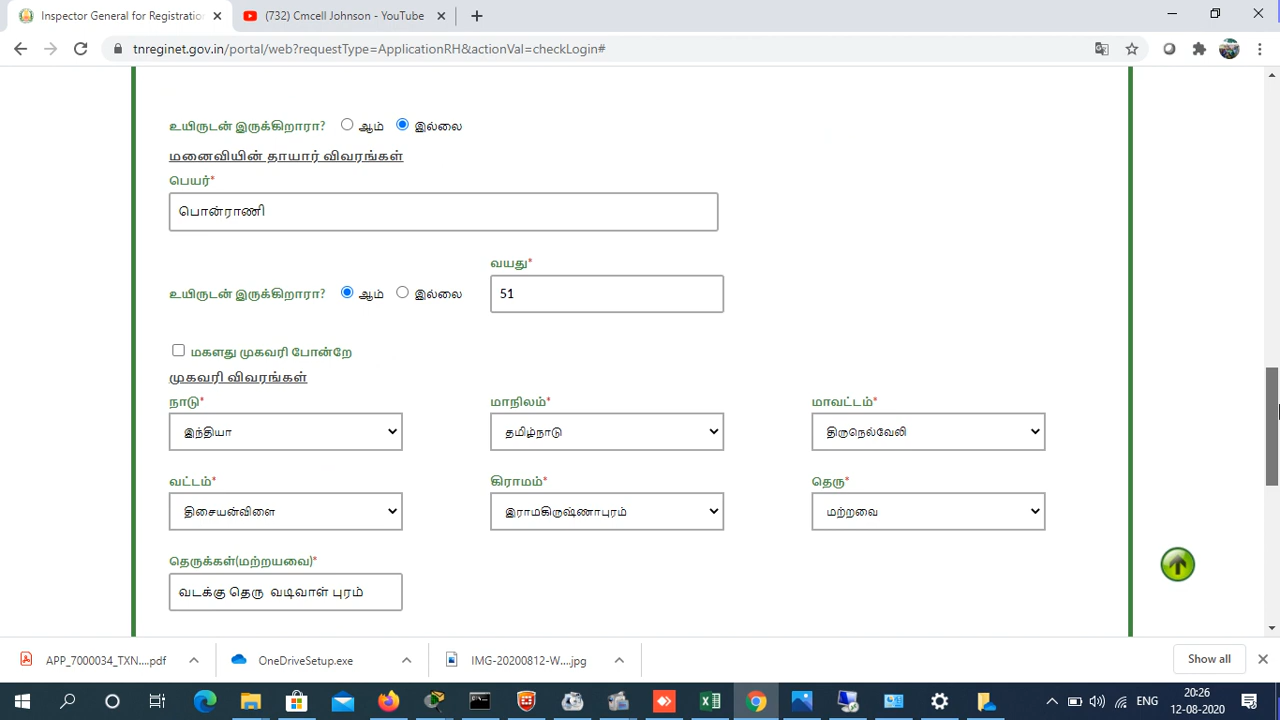 Inspector General for Registration
(732) Cmcell Johnson - YouTube
tnreginet.gov.in/portal/web?requestType=ApplicationRH&actionVal=checkLogin#
உயிருடன் இருக்கிறாரா? ஆம் இல்லை
மனைவியின் தாயார் விவரங்கள்
பெயர்*
பொன்ராணி
வயது*
உயிருடன் இருக்கிறாரா? ஆம் இல்லை 51
மகளது முகவரி போன்றே
முகவரி விவரங்கள்
நாடு* மாநிலம்* மாவட்டம்*
இந்தியா தமிழ்நாடு திருநெல்வேலி
வட்டம்* கிராமம்* தெரு*
திசையன்விளை இராமகிருஷ்ணாபுரம் மற்றவை
தெருக்கள்(மற்றயவை)*
வடக்கு தெரு வடிவாள் புரம்
APP_7000034_TXN....pdf OneDriveSetup.exe IMG-20200812-W....jpg Show all
ENG 20:26
12-08-2020